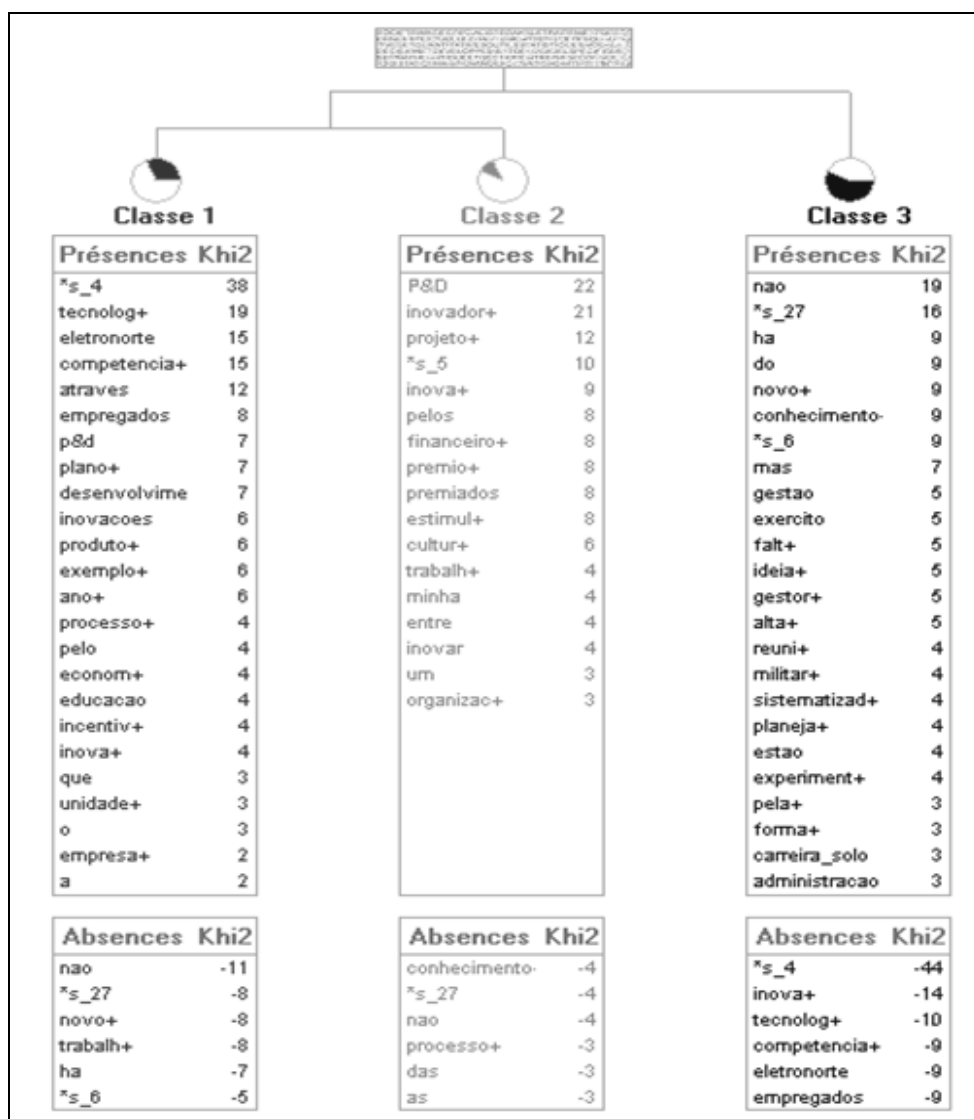 Classe 1
Présences Khi2
*s_4 38
tecnolog+ 19
eletronorte 15
competencia+ 15
atraves 12
empregados 8
p&d 7
plano+ 7
desenvolvime 7
inovacoes 6
produto+ 6
exemplo+ 6
ano+ 6
processo+ 4
pelo 4
econom+ 4
educacao 4
incentiv+ 4
inova+ 4
que 3
unidade+ 3
o 3
empresa+ 2
a 2
Absences Khi2
nao -11
*s_27 -8
novo+ -8
trabalh+ -8
ha -7
*s_6 -5
Classe 2
Présences Khi2
P&D 22
inovador+ 21
projeto+ 12
*s_5 10
inova+ 9
pelos 8
financeiro+ 8
premio+ 8
premiados 8
estimul+ 8
cultur+ 6
trabalh+ 4
minha 4
entre 4
inovar 4
um 3
organizac+ 3
Absences Khi2
conhecimento- -4
*s_27 -4
nao -4
processo+ -3
das -3
as -3
Classe 3
Présences Khi2
nao 19
*s_27 16
ha 9
do 9
novo+ 9
conhecimento- 9
*s_6 9
mas 7
gestao 5
exercito 5
falt+ 5
ideia+ 5
gestor+ 5
alta+ 5
reuni+ 4
militar+ 4
sistematizad+ 4
planeja+ 4
estao 4
experiment+ 4
pela+ 3
forma+ 3
carreira_solo 3
administracao 3
Absences Khi2
*s_4 -44
inova+ -14
tecnolog+ -10
competencia+ -9
eletronorte -9
empregados -9